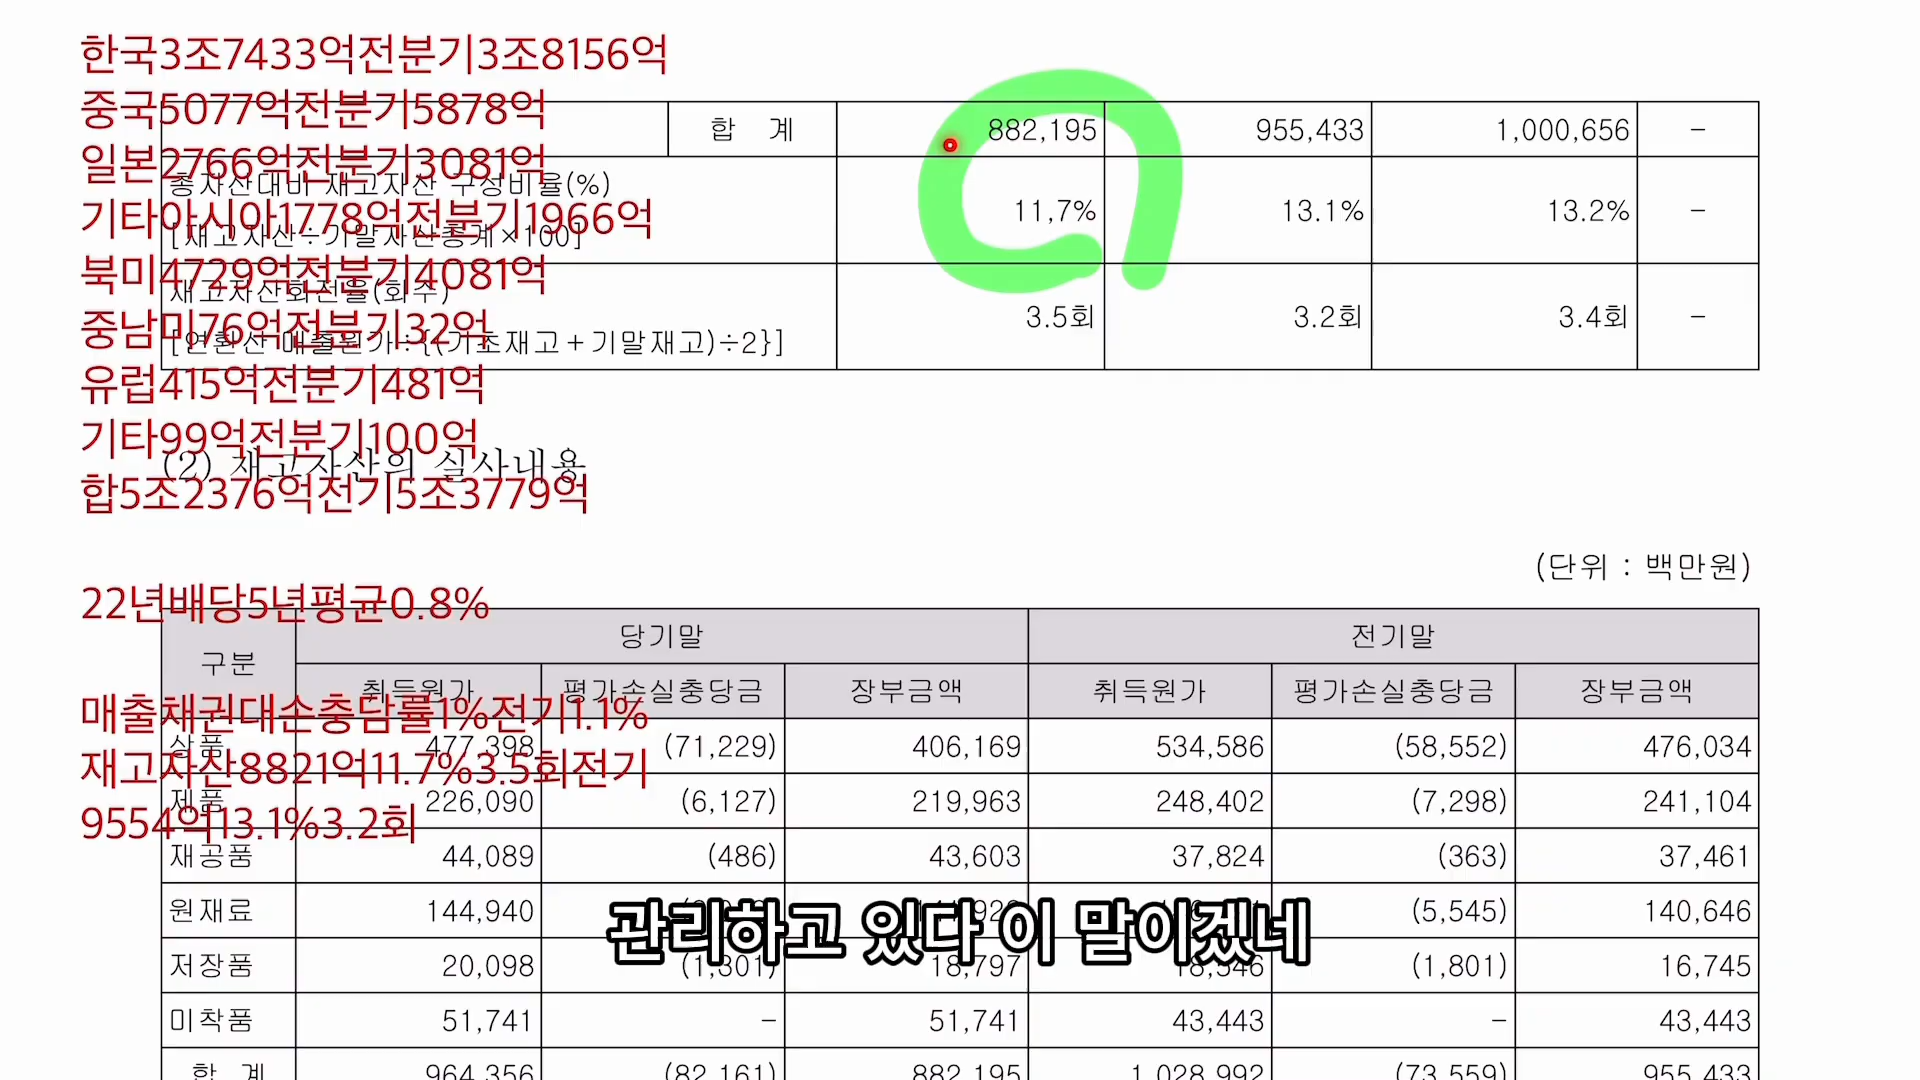 한국3조7433억전분기3조8156억
중국5077억전분기5878억
합 계 882,195 955,433 1,000,656 -
일본2766억전분기3081억
총자산대비 재고자산 구성비율(%)
11,7% 13.1% 13.2% -
기타아시아1778억전분기1966억
[재고자산÷기말자산총계×100]
북미4729억전분기4081억
재고자산회전율(회수)
3.5회 3.2회 3.4회 -
중남미76억전분기32억
[연환산 매출원가÷{(기초재고+기말재고)÷2}]
유럽415억전분기481억
기타99억전분기100억
(2) 재고자산의 실사내용
합5조2376억전기5조3779억
(단위 : 백만원)
22년배당5년평균0.8%
구분 당기말 전기말
취득원가 평가손실충당금 장부금액 취득원가 평가손실충당금 장부금액
매출채권대손충담률1%전기1.1%
상품 477,398 (71,229) 406,169 534,586 (58,552) 476,034
재고자산8821억11.7%3.5회전기
제품 226,090 (6,127) 219,963 248,402 (7,298) 241,104
9554억13.1%3.2회
재공품 44,089 (486) 43,603 37,824 (363) 37,461
원재료 144,940 (5,545) 140,646
관리하고 있다 이 말이겠네
저장품 20,098 (1,301) 18,797 18,546 (1,801) 16,745
미착품 51,741 - 51,741 43,443 - 43,443
합 계 964,356 (82,161) 882,195 1,028,992 (73,559) 955,433